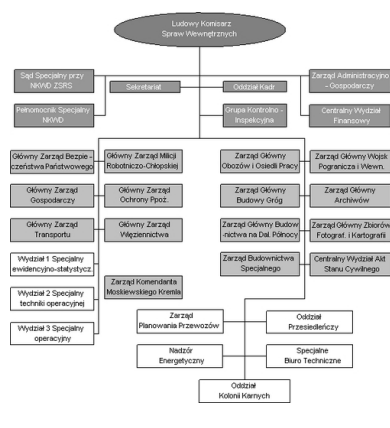 Ludowy Komisarz
Spraw Wewnętrznych
Sąd Specjalny przy
NKWD ZSRS
Sekretariat
Oddział Kadr
Zarząd Administracyjno
- Gospodarczy
Pełnomocnik Specjalny
NKWD
Grupa Kontrolno -
Inspekcyjna
Centralny Wydział
Finansowy
Główny Zarząd Bezpie -
czeństwa Państwowego
Główny Zarząd Milicji
Robotniczo-Chłopskiej
Zarząd Główny
Obozów i Osiedli Pracy
Zarząd Główny Wojsk
Pogranicza i Wewn.
Główny Zarząd
Gospodarczy
Główny Zarząd
Ochrony Ppoż.
Zarząd Główny
Budowy Gróg
Zarząd Główny
Archiwów
Główny Zarząd
Transportu
Główny Zarząd
Więziennictwa
Zarząd Główny Budow
-nictwa na Dal. Północy
Zarząd Główny Zbiorów
Fotograf. i Kartografii
Wydział 1 Specjalny
ewidencyjno-statystycz.
Zarząd Budownictwa
Specjalnego
Centralny Wydział Akt
Stanu Cywilnego
Zarząd Komendanta
Moskiewskiego Kremla
Wydział 2 Specjalny
techniki operacyjnej
Wydział 3 Specjalny
operacyjny
Zarząd
Planowania Przewozów
Oddział
Przesiedleńczy
Nadzór
Energetyczny
Specjalne
Biuro Techniczne
Oddział
Kolonii Karnych